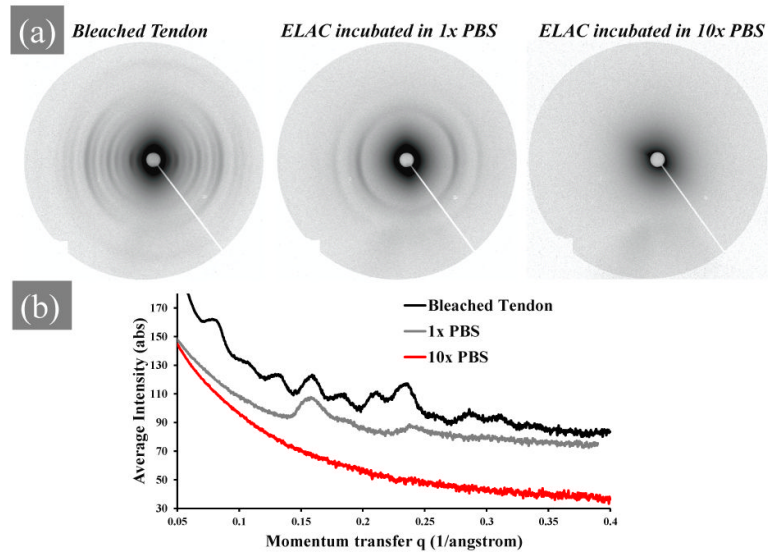 (a)
Bleached Tendon
ELAC incubated in 1x PBS
ELAC incubated in 10x PBS
(b)
Average Intensity (abs)
170
150
130
110
90
70
50
30
Bleached Tendon
1x PBS
10x PBS
0.05
0.1
0.15
0.2
0.25
0.3
0.35
0.4
Momentum transfer q (1/angstrom)